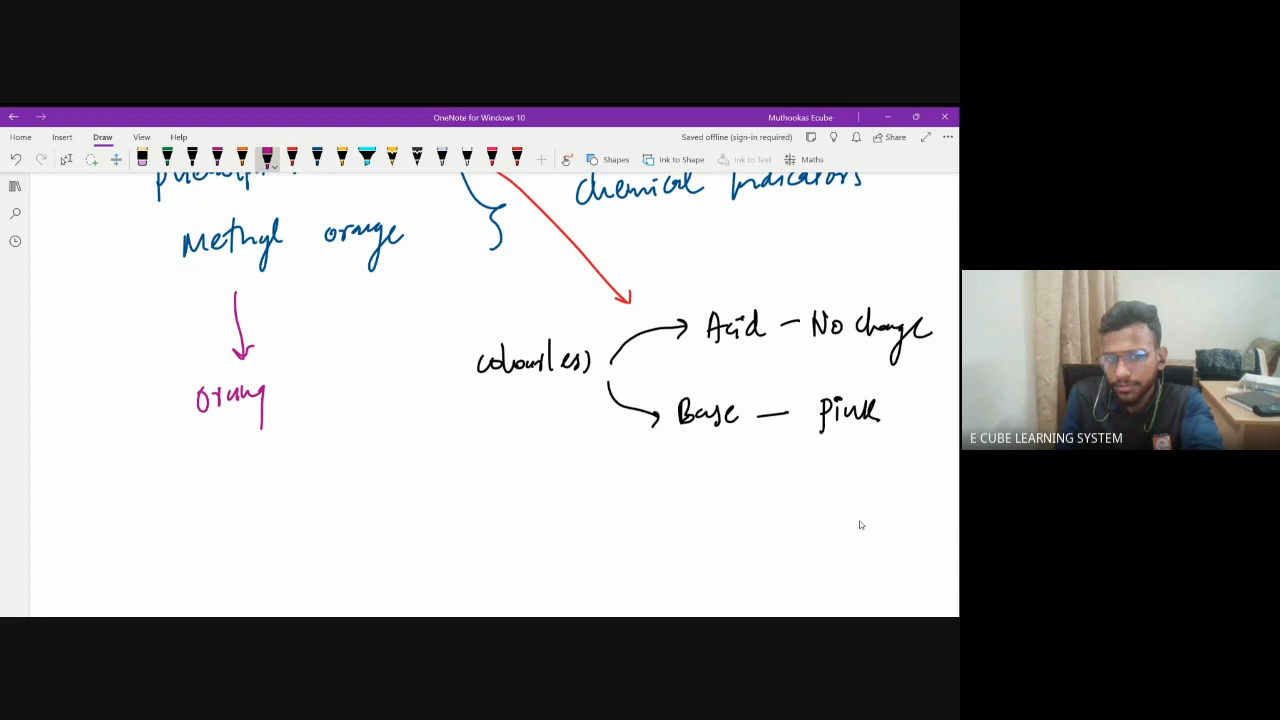 OneNote for Windows 10
Muthookas Ecube
Home Insert Draw View Help
Saved offline (sign-in required)
Share
Shapes
Ink to Shape
Ink to Text
Maths
chemical Indicators
Methyl orange
Acid - No change
colourless
orang
Base - pink
E CUBE LEARNING SYSTEM